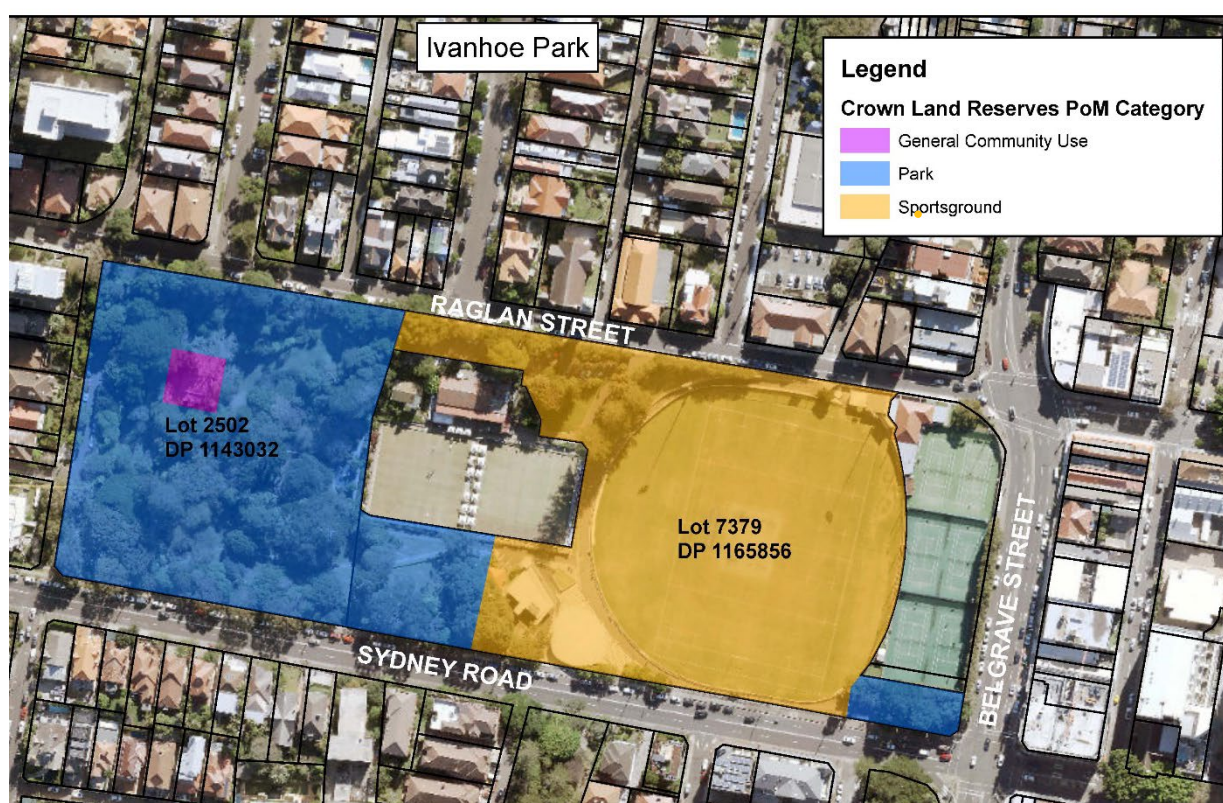 Ivanhoe Park
Legend
Crown Land Reserves PoM Category
General Community Use
Park
Sportsground
RAGLAN STREET
Lot 2502
DP 1143032
Lot 7379
DP 1165856
SYDNEY ROAD
BELGRAVE STREET